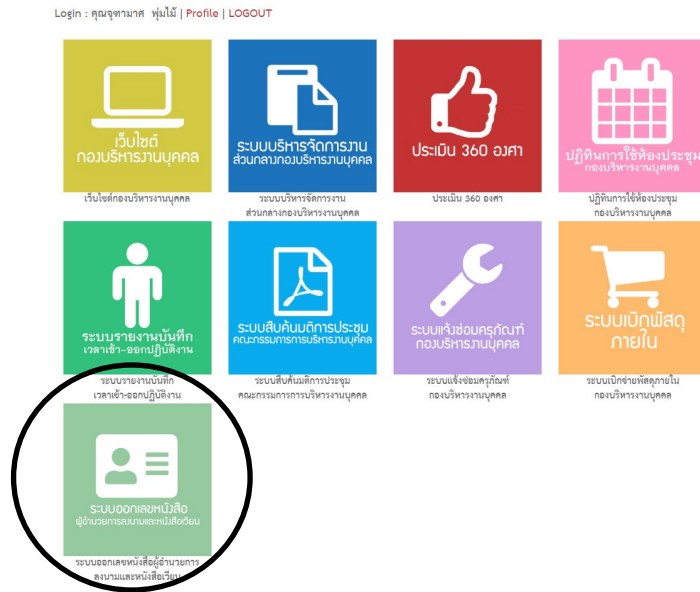 Login : คุณจุฑามาศ พุ่มไม้ | Profile | LOGOUT
เว็บไซต์
กองบริหารงานบุคคล
ระบบบริหารจัดการงาน
ส่วนกลางกองบริหารงานบุคคล
ประเมิน 360 องศา
ปฏิทินการใช้ห้องประชุม
กองบริหารงานบุคคล
เว็บไซต์กองบริหารงานบุคคล
ระบบบริหารจัดการงาน
ส่วนกลางกองบริหารงานบุคคล
ประเมิน 360 องศา
ปฏิทินการใช้ห้องประชุม
กองบริหารงานบุคคล
ระบบรายงานบันทึก
เวลาเข้า-ออกปฏิบัติงาน
ระบบสืบค้นมติการประชุม
คณะกรรมการการบริหารงานบุคคล
ระบบแจ้งซ่อมครุภัณฑ์
กองบริหารงานบุคคล
ระบบเบิกพัสดุ
ภายใน
ระบบรายงานบันทึก
เวลาเข้า-ออกปฏิบัติงาน
ระบบสืบค้นมติการประชุม
คณะกรรมการการบริหารงานบุคคล
ระบบแจ้งซ่อมครุภัณฑ์
กองบริหารงานบุคคล
ระบบเบิกจ่ายพัสดุภายใน
กองบริหารงานบุคคล
ระบบออกเลขหนังสือ
ผู้อำนวยการลงนามและหนังสือเวียน
ระบบออกเลขหนังสือผู้อำนวยการ
ลงนามและหนังสือเวียน